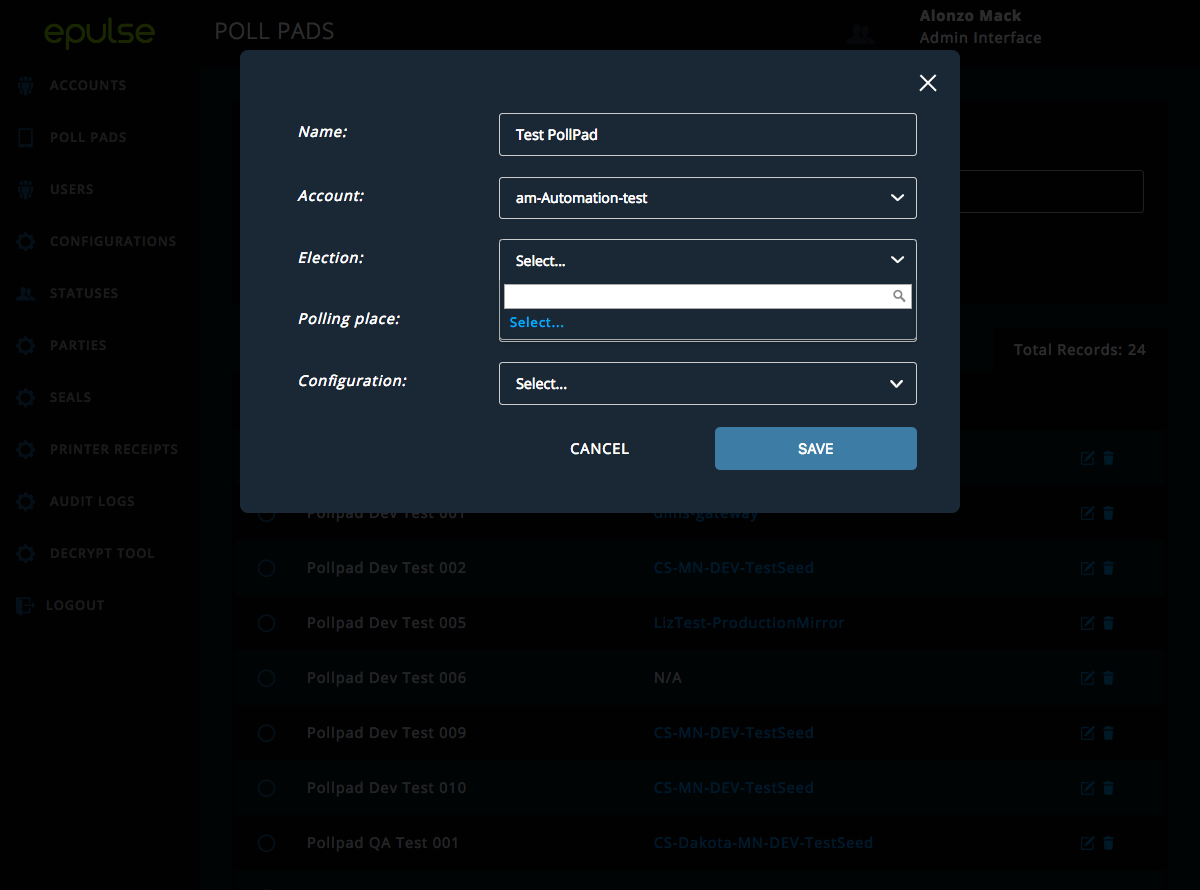 epulse
POLL PADS
Alonzo Mack
Admin Interface
ACCOUNTS
POLL PADS
USERS
CONFIGURATIONS
STATUSES
PARTIES
SEALS
PRINTER RECEIPTS
AUDIT LOGS
DECRYPT TOOL
LOGOUT
Name:
Test PollPad
Account:
am-Automation-test
Election:
Select...
Select...
Polling place:
Configuration:
Select...
CANCEL
SAVE
Total Records: 24
Pollpad Dev Test 001
dims-gateway
Pollpad Dev Test 002
CS-MN-DEV-TestSeed
Pollpad Dev Test 005
LizTest-ProductionMirror
Pollpad Dev Test 006
N/A
Pollpad Dev Test 009
CS-MN-DEV-TestSeed
Pollpad Dev Test 010
CS-MN-DEV-TestSeed
Pollpad QA Test 001
CS-Dakota-MN-DEV-TestSeed